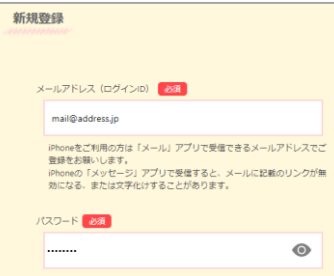 新規登録
メールアドレス（ログインID） 必須
mail@address.jp
iPhoneをご利用の方は「メール」アプリで受信できるメールアドレスでご
登録をお願いします。
iPhoneの「メッセージ」アプリで受信すると、メールに記載のリンクが無
効になる、または文字化けすることがあります。
パスワード 必須
••••••••